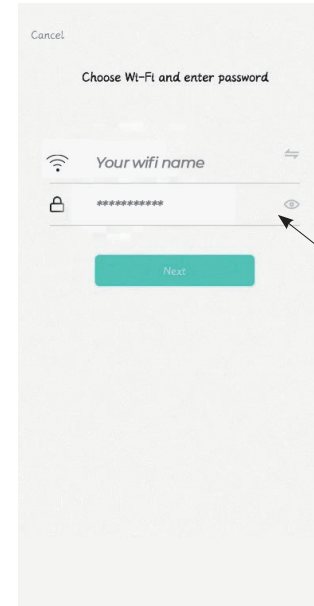 Cancel
Choose Wi-Fi and enter password
Your wifi name
***********
Next